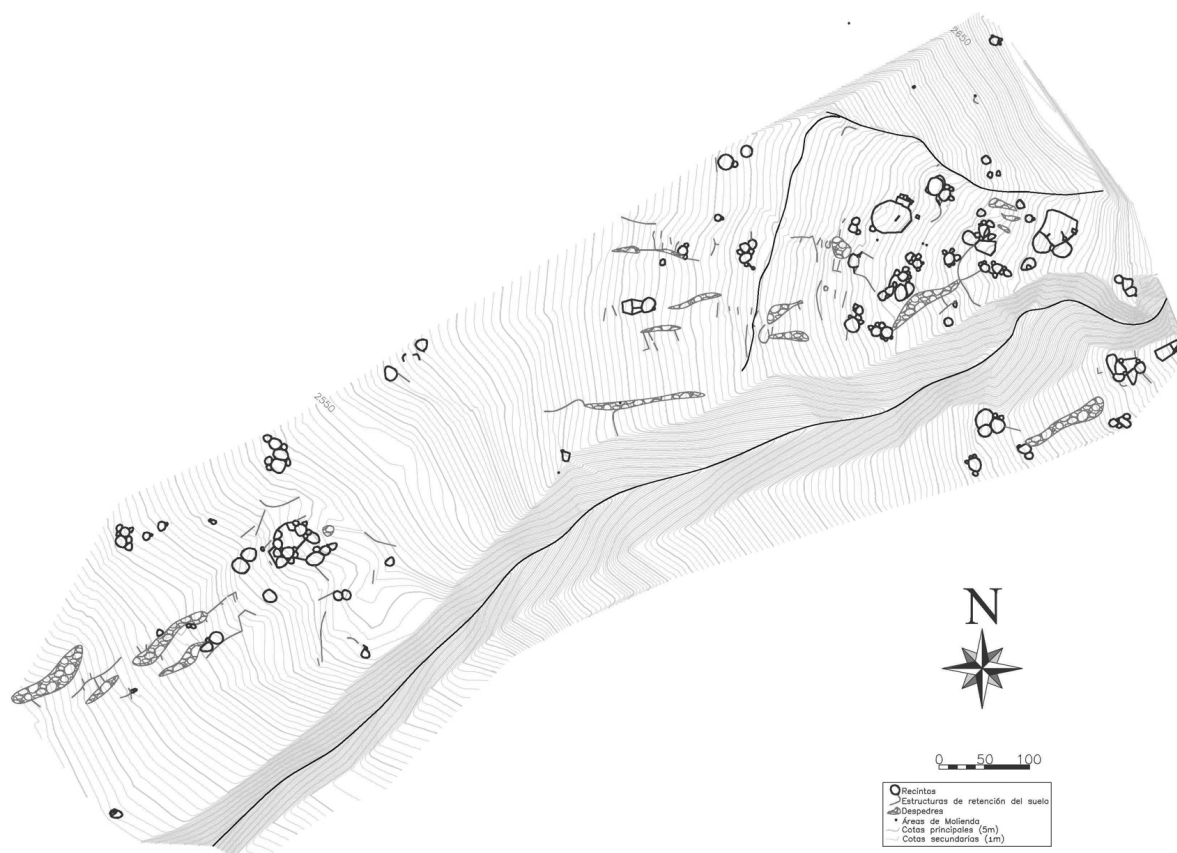 2650
2550
N
0 50 100
Recintos
Estructuras de retención del suelo
Despedres
Áreas de Molienda
Cotas principales (5m)
Cotas secundarias (1m)